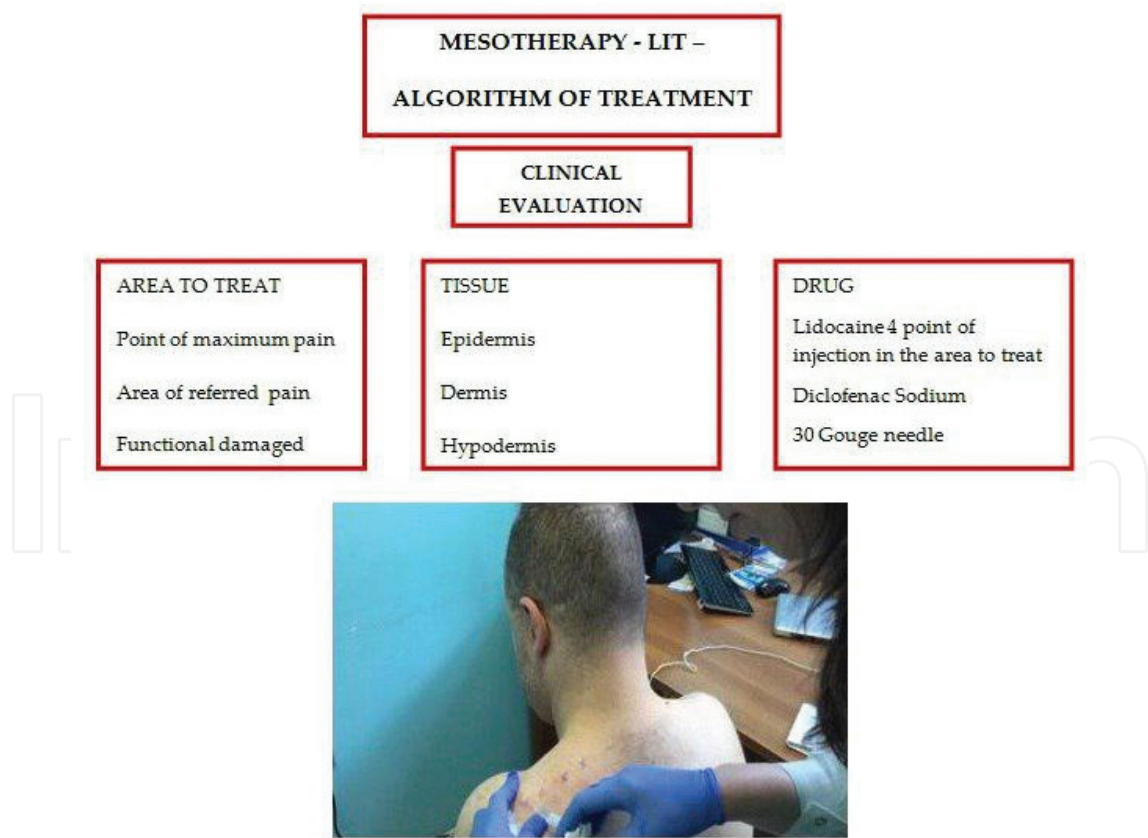 MESOTHERAPY - LIT –
ALGORITHM OF TREATMENT
CLINICAL
EVALUATION
AREA TO TREAT
Point of maximum pain
Area of referred pain
Functional damaged
TISSUE
Epidermis
Dermis
Hypodermis
DRUG
Lidocaine 4 point of
injection in the area to treat
Diclofenac Sodium
30 Gouge needle